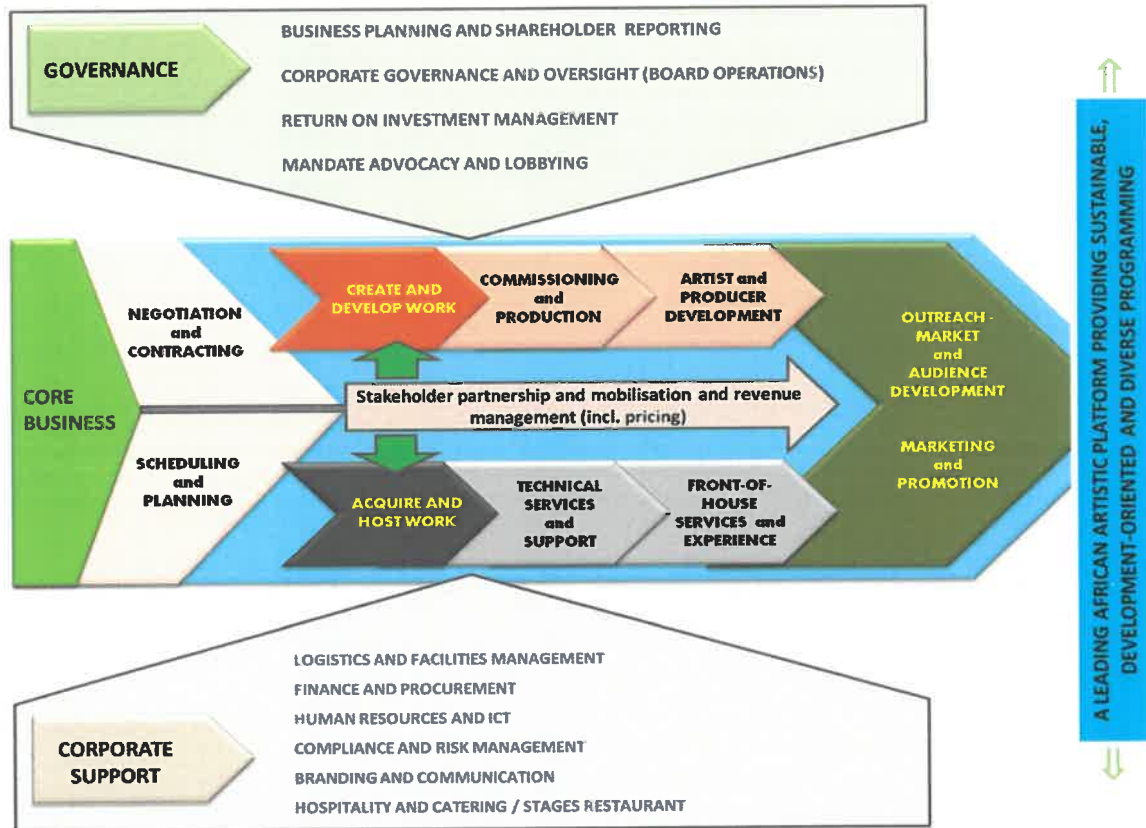 GOVERNANCE
BUSINESS PLANNING AND SHAREHOLDER REPORTING
CORPORATE GOVERNANCE AND OVERSIGHT (BOARD OPERATIONS)
RETURN ON INVESTMENT MANAGEMENT
MANDATE ADVOCACY AND LOBBYING
CORE
BUSINESS
NEGOTIATION
and
CONTRACTING
SCHEDULING
and
PLANNING
CREATE AND
DEVELOP WORK
COMMISSIONING
and
PRODUCTION
ARTIST and
PRODUCER
DEVELOPMENT
Stakeholder partnership and mobilisation and revenue
management (incl. pricing)
ACQUIRE AND
HOST WORK
TECHNICAL
SERVICES
and
SUPPORT
FRONT-OF-
HOUSE
SERVICES and
EXPERIENCE
OUTREACH -
MARKET
and
AUDIENCE
DEVELOPMENT
MARKETING
and
PROMOTION
CORPORATE
SUPPORT
LOGISTICS AND FACILITIES MANAGEMENT
FINANCE AND PROCUREMENT
HUMAN RESOURCES AND ICT
COMPLIANCE AND RISK MANAGEMENT
BRANDING AND COMMUNICATION
HOSPITALITY AND CATERING / STAGES RESTAURANT
A LEADING AFRICAN ARTISTIC PLATFORM PROVIDING SUSTAINABLE,
DEVELOPMENT-ORIENTED AND DIVERSE PROGRAMMING